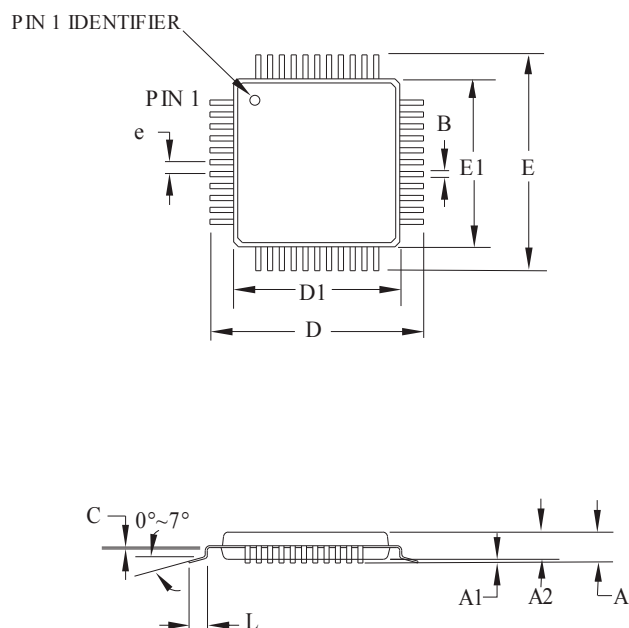 PIN 1 IDENTIFIER
PIN 1
B
e
E1
E
D1
D
C
0°~7°
A1
A2
A
L